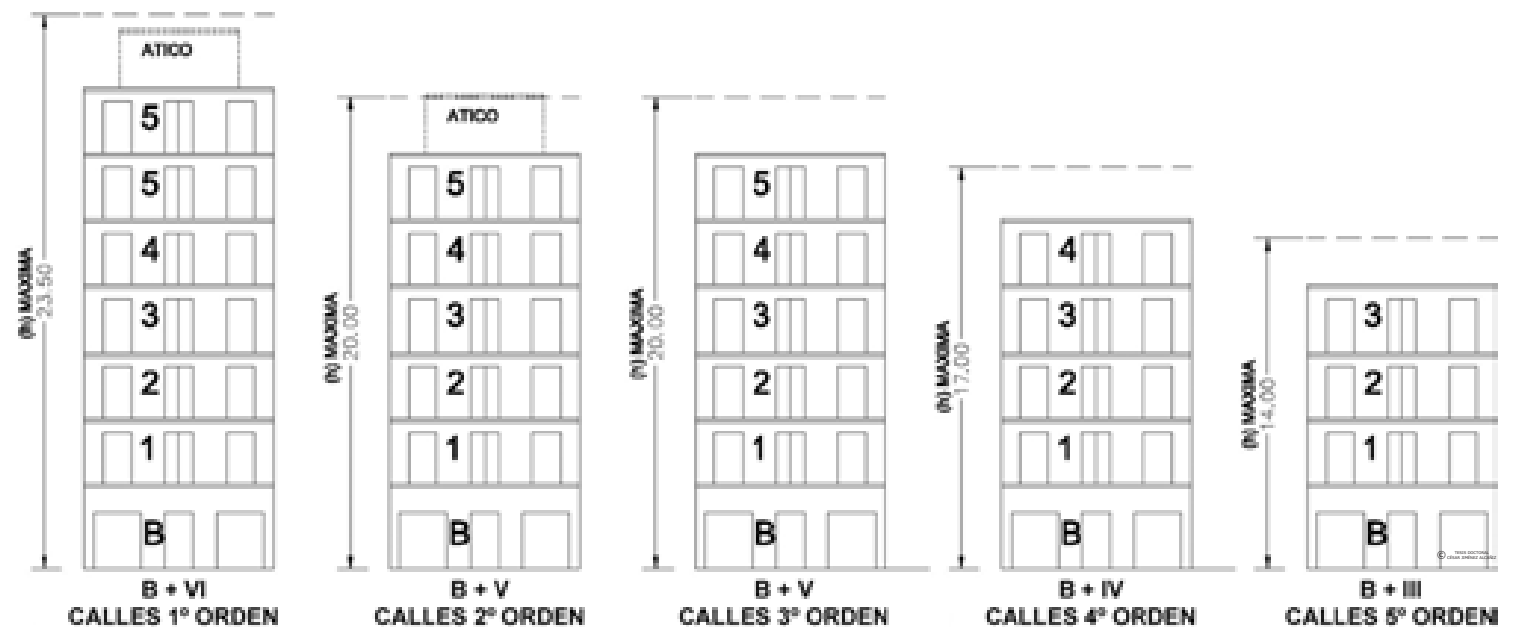 ATICO
5
5
4
3
2
1
B
(h) MAXIMA
23.50
B + VI
CALLES 1º ORDEN
ATICO
5
4
3
2
1
B
(h) MAXIMA
20.00
B + V
CALLES 2º ORDEN
5
4
3
2
1
B
(h) MAXIMA
20.00
B + V
CALLES 3º ORDEN
4
3
2
1
B
(h) MAXIMA
17.00
B + IV
CALLES 4º ORDEN
3
2
1
B
(h) MAXIMA
14.00
B + III
CALLES 5º ORDEN
© TESIS DOCTORAL